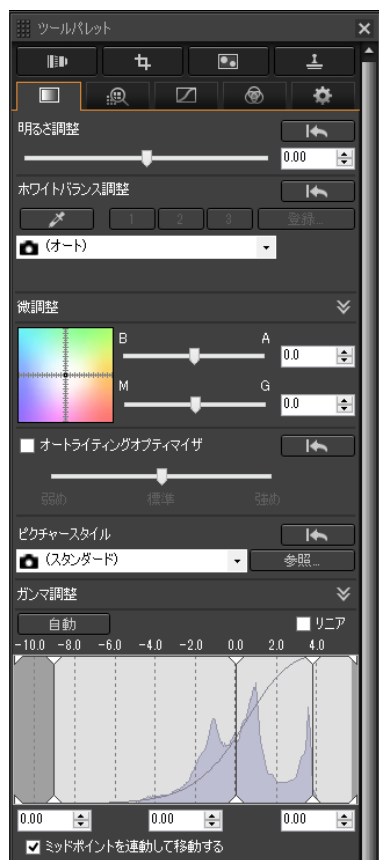 ツールパレット
明るさ調整
0.00
ホワイトバランス調整
1 2 3 登録...
(オート)
微調整
B A
0.0
M G
0.0
オートライティングオプティマイザ
弱め 標準 強め
ピクチャースタイル
(スタンダード) 参照...
ガンマ調整
自動 リニア
-10.0 -8.0 -6.0 -4.0 -2.0 0.0 2.0 4.0
0.00 0.00 0.00
ミッドポイントを連動して移動する